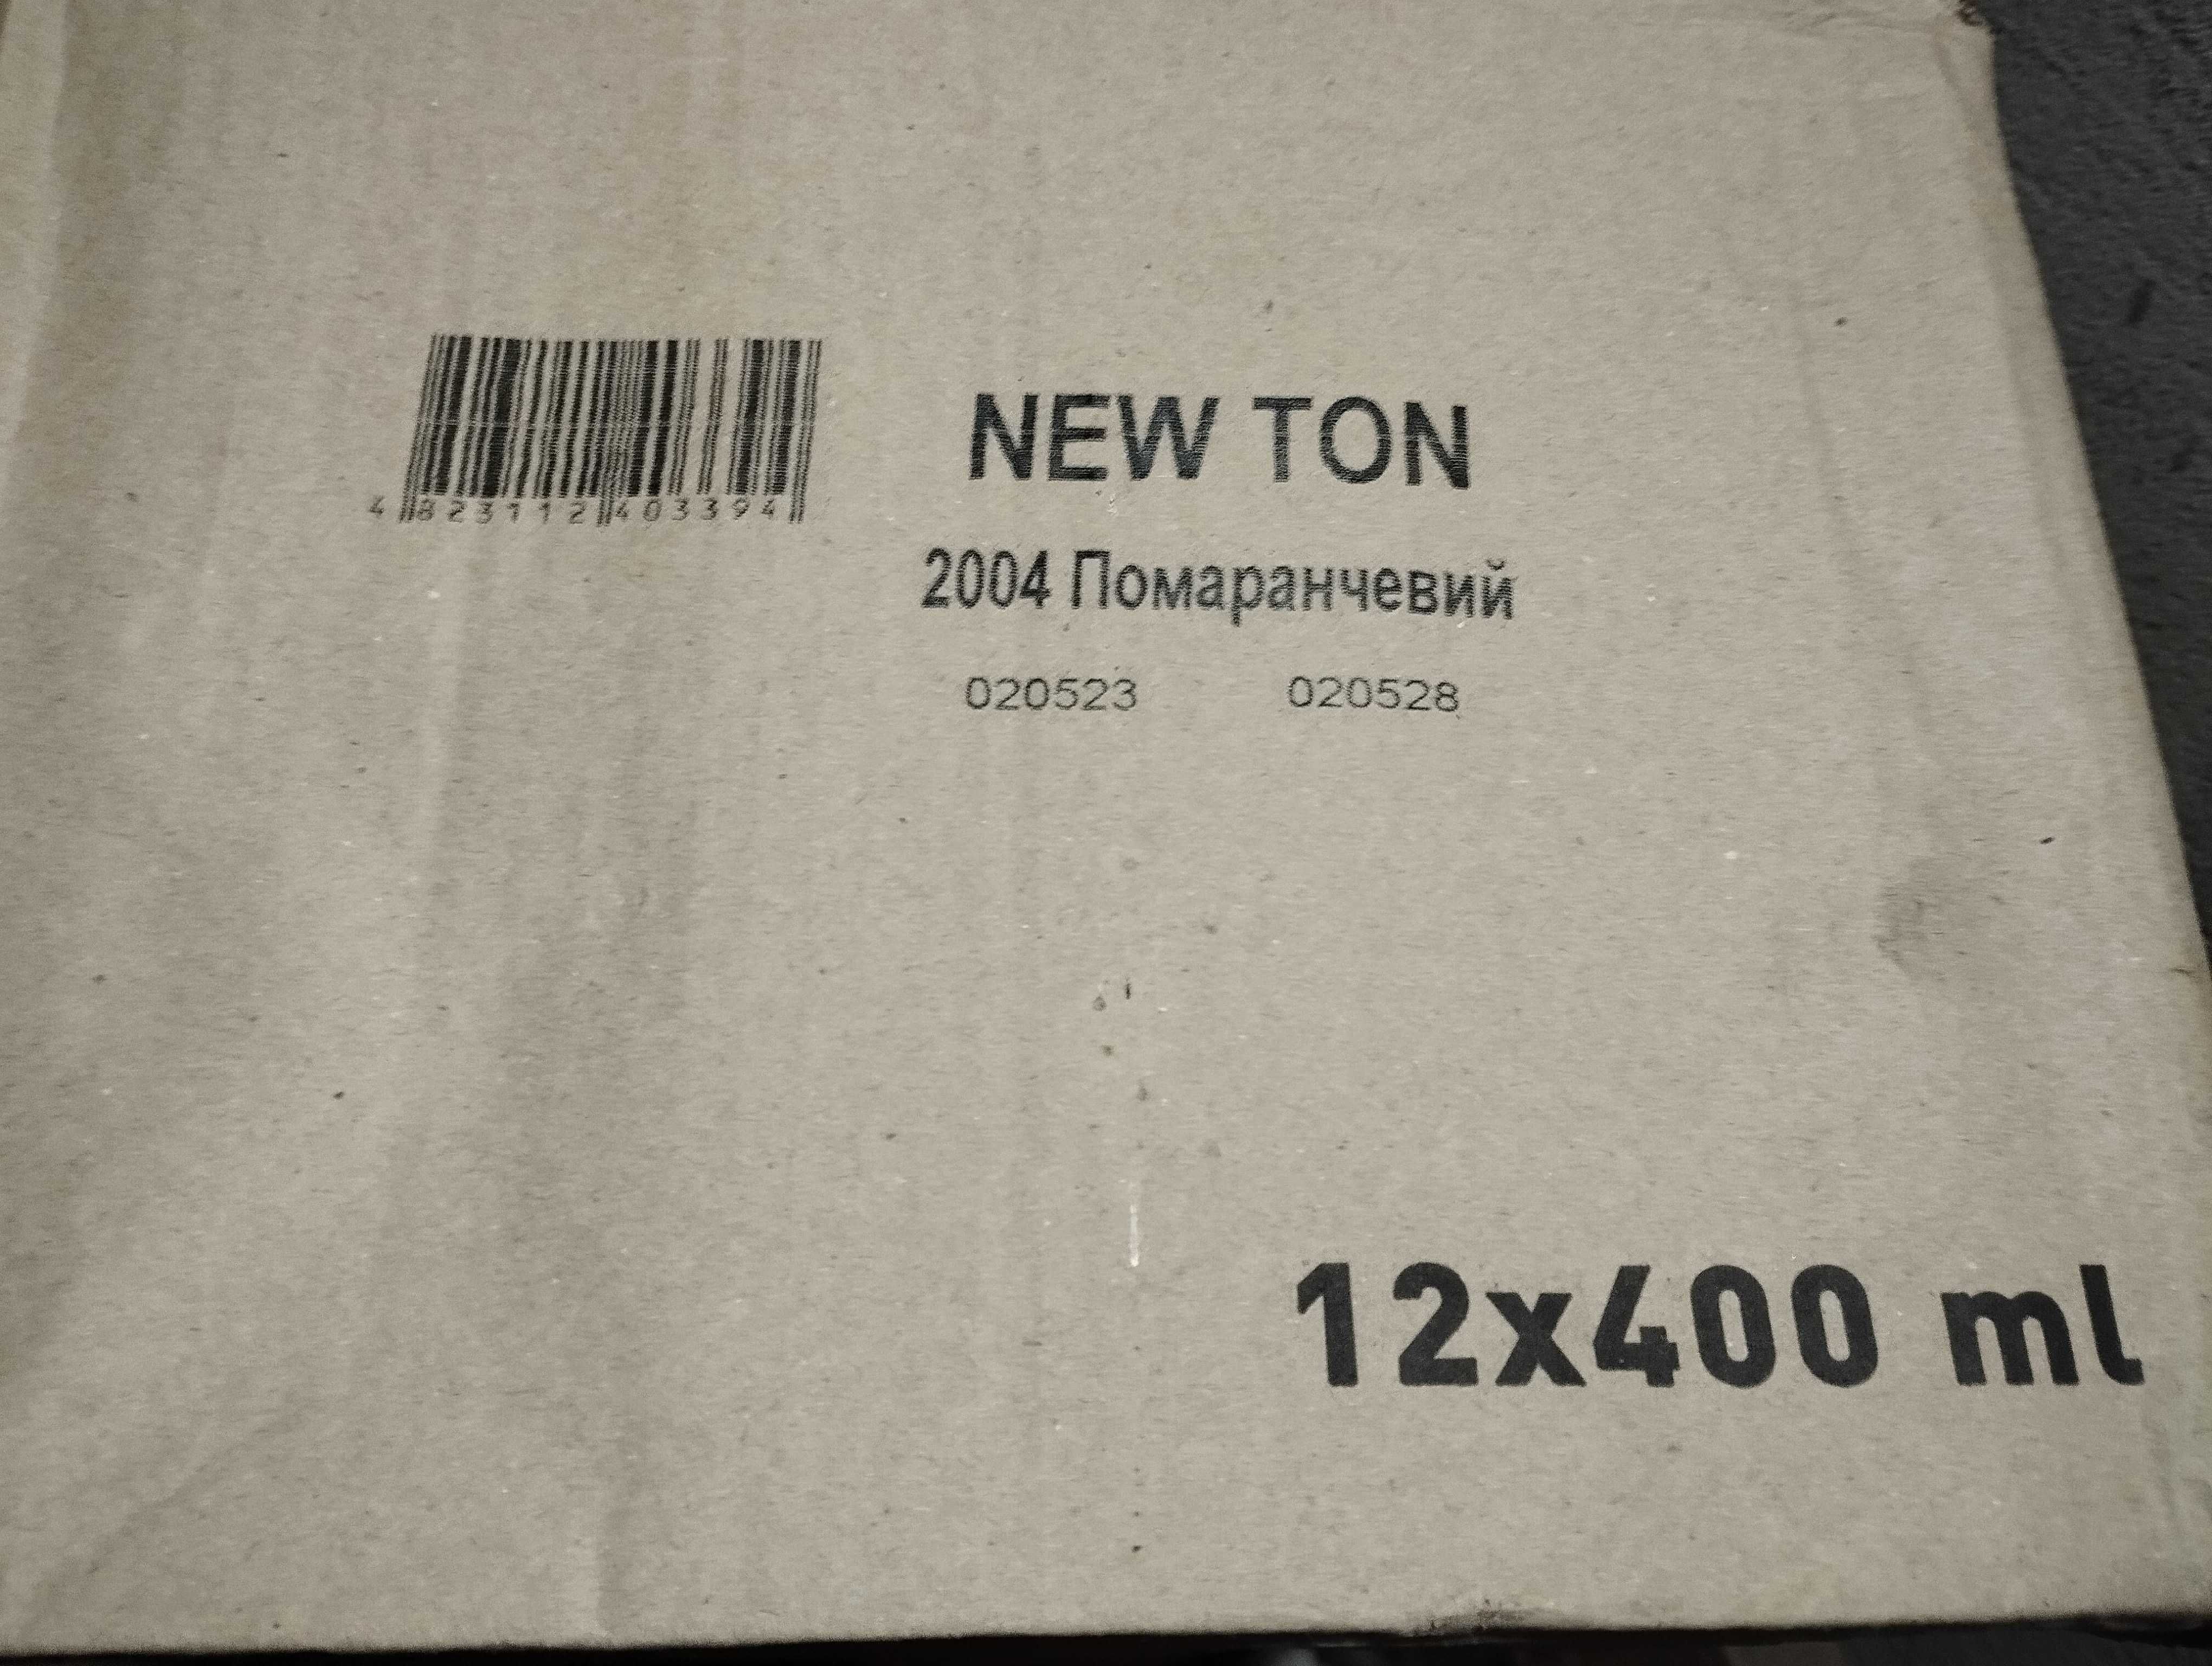 NEW TON
4823112403394
2004 Помаранчевий
020523 020528
12x400 ml